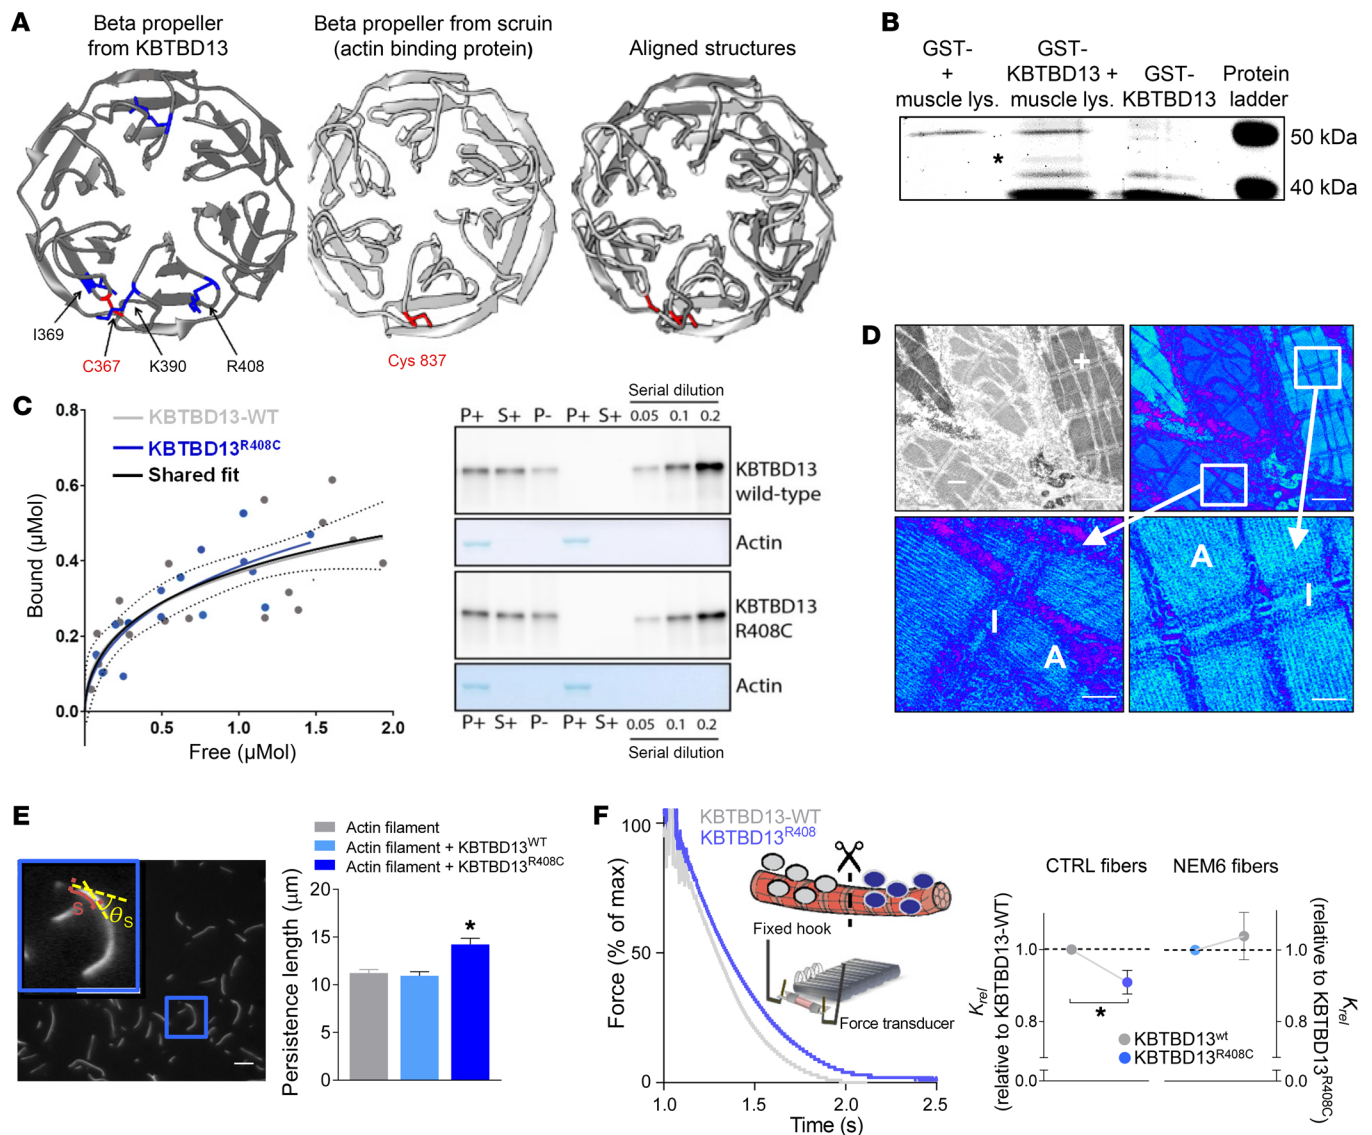 A
Beta propeller
from KBTBD13
Beta propeller from scruin
(actin binding protein)
Aligned structures
I369
C367
K390
R408
Cys 837
B
GST-
+
muscle lys.
GST-
KBTBD13 +
muscle lys.
GST-
KBTBD13
Protein
ladder
*
50 kDa
40 kDa
C
KBTBD13-WT
KBTBD13R408C
Shared fit
Bound (µMol)
0.8
0.6
0.4
0.2
0.0
0.5
1.0
1.5
2.0
Free (µMol)
Serial dilution
P+ S+ P- P+ S+ 0.05 0.1 0.2
KBTBD13
wild-type
Actin
KBTBD13
R408C
Actin
P+ S+ P- P+ S+ 0.05 0.1 0.2
Serial dilution
D
+
–
I
A
A
I
E
s
θs
Actin filament
Actin filament + KBTBD13WT
Actin filament + KBTBD13R408C
Persistence length (µm)
20
15
10
5
0
*
F
KBTBD13-WT
KBTBD13R408
Force (% of max)
100
50
0
1.0
1.5
2.0
2.5
Time (s)
Fixed hook
Force transducer
CTRL fibers
NEM6 fibers
Krel
(relative to KBTBD13-WT)
1.0
0.8
0.0
*
KBTBD13wt
KBTBD13R408C
1.0
0.8
0.0
Krel
(relative to KBTBD13R408C)